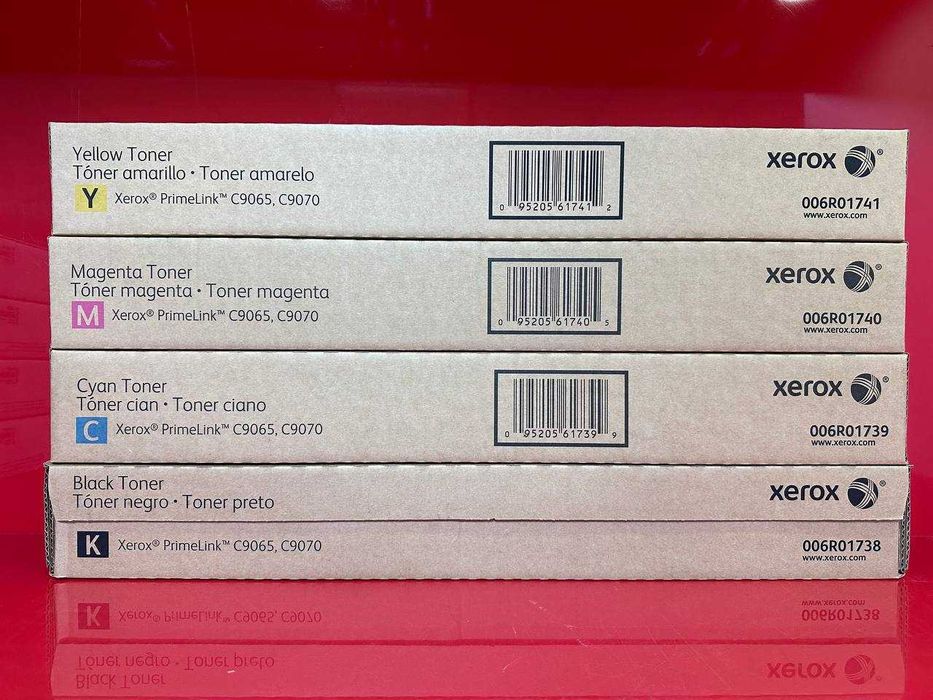 Yellow Toner
Tóner amarillo • Toner amarelo
Y Xerox® PrimeLink™ C9065, C9070
0 95205 61741 2
xerox ®
006R01741
www.xerox.com
Magenta Toner
Tóner magenta • Toner magenta
M Xerox® PrimeLink™ C9065, C9070
0 95205 61740 5
xerox ®
006R01740
www.xerox.com
Cyan Toner
Tóner cian • Toner ciano
C Xerox® PrimeLink™ C9065, C9070
0 95205 61739 9
xerox ®
006R01739
www.xerox.com
Black Toner
Tóner negro • Toner preto
xerox ®
K Xerox® PrimeLink™ C9065, C9070
006R01738
www.xerox.com